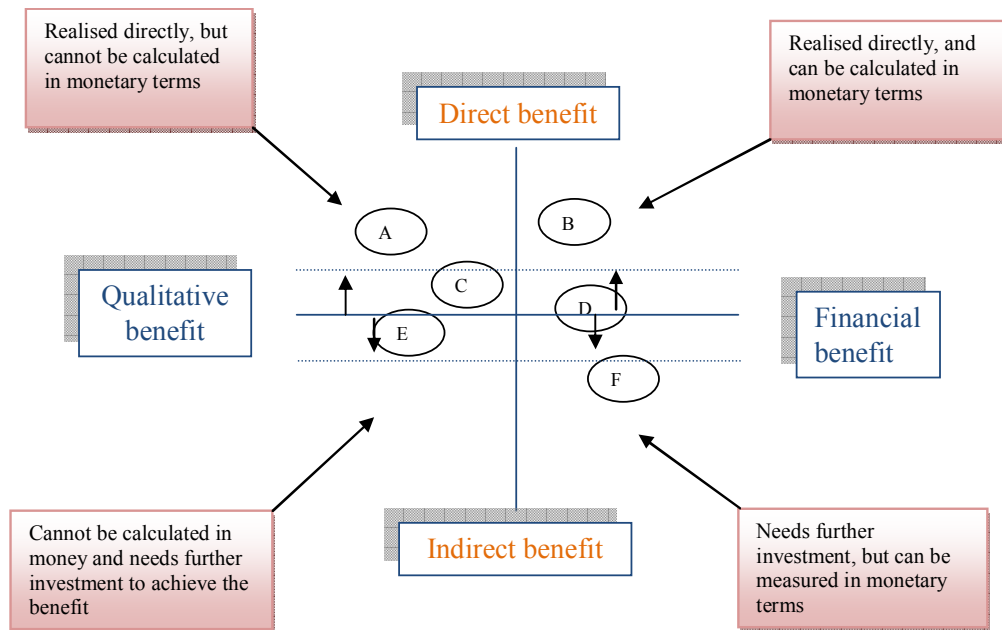 Realised directly, but
cannot be calculated
in monetary terms
Realised directly, and
can be calculated in
monetary terms
Direct benefit
A
B
C
D
E
F
Qualitative
benefit
Financial
benefit
Cannot be calculated in
money and needs further
investment to achieve the
benefit
Indirect benefit
Needs further
investment, but can be
measured in monetary
terms